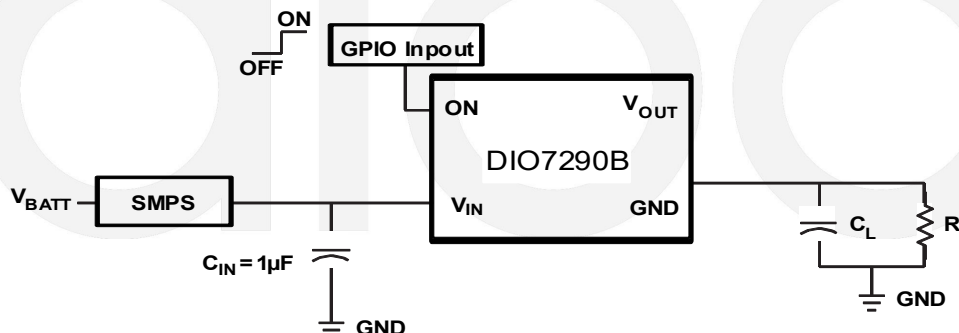 ON
OFF
GPIO Inpout
ON
VOUT
DIO7290B
VBATT
SMPS
VIN
GND
CIN = 1µF
CL
R
GND
GND